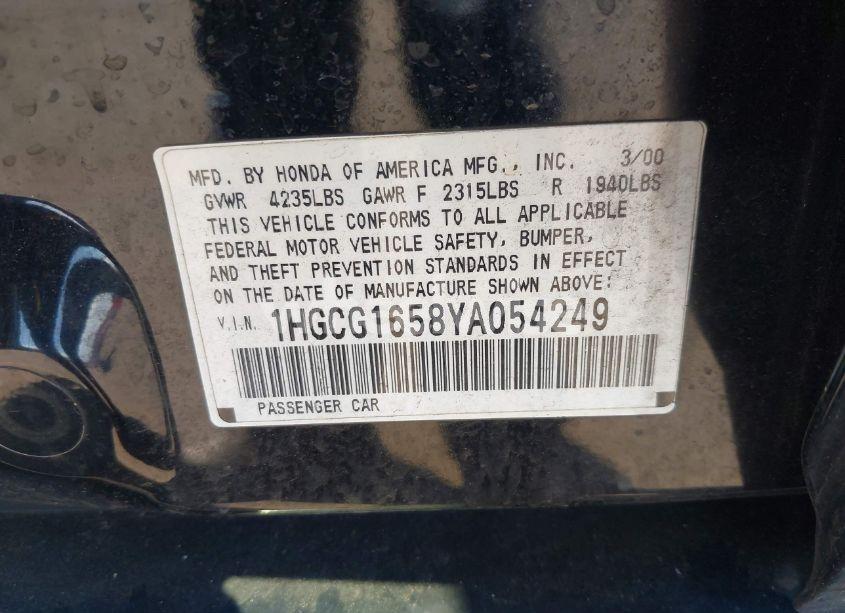 MFD. BY HONDA OF AMERICA MFG., INC. 3/00
GVWR 4235LBS GAWR F 2315LBS R 1940LBS
THIS VEHICLE CONFORMS TO ALL APPLICABLE
FEDERAL MOTOR VEHICLE SAFETY, BUMPER,
AND THEFT PREVENTION STANDARDS IN EFFECT
ON THE DATE OF MANUFACTURE SHOWN ABOVE:
V.I.N. 1HGCG1658YA054249
PASSENGER CAR